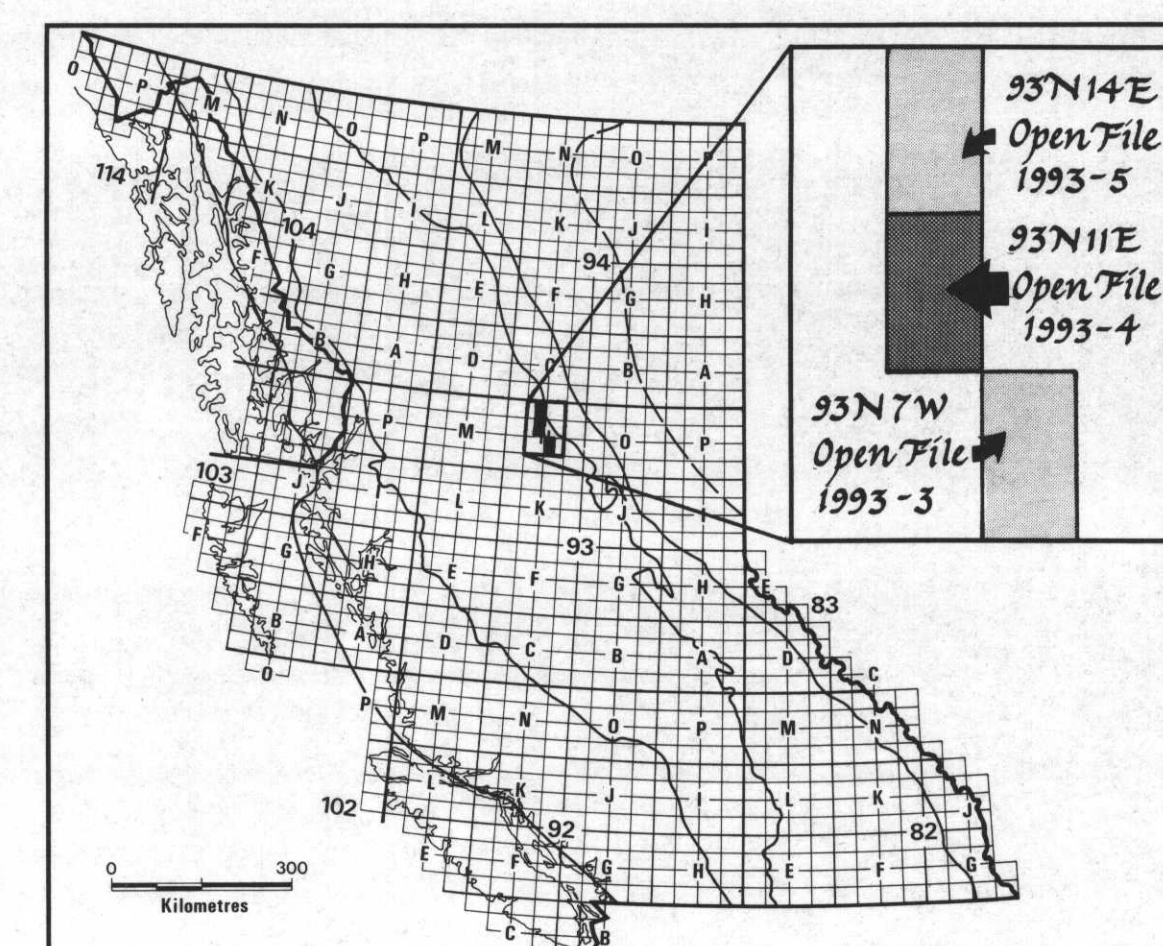 93N14E
Open File
1993-5
93N11E
Open File
1993-4
93N7W
Open File
1993-3
O P M N O P M N O P
114
K J I L K J I
104
F G H E F G H
94
B A D C B A
P M O P
103
J L K J I
93
F G H E F G H E
83
B A D C B A D C
O P M N O P M N
102
L K J I L K J
92
82
E F G H E F G
C B
0 300
Kilometres